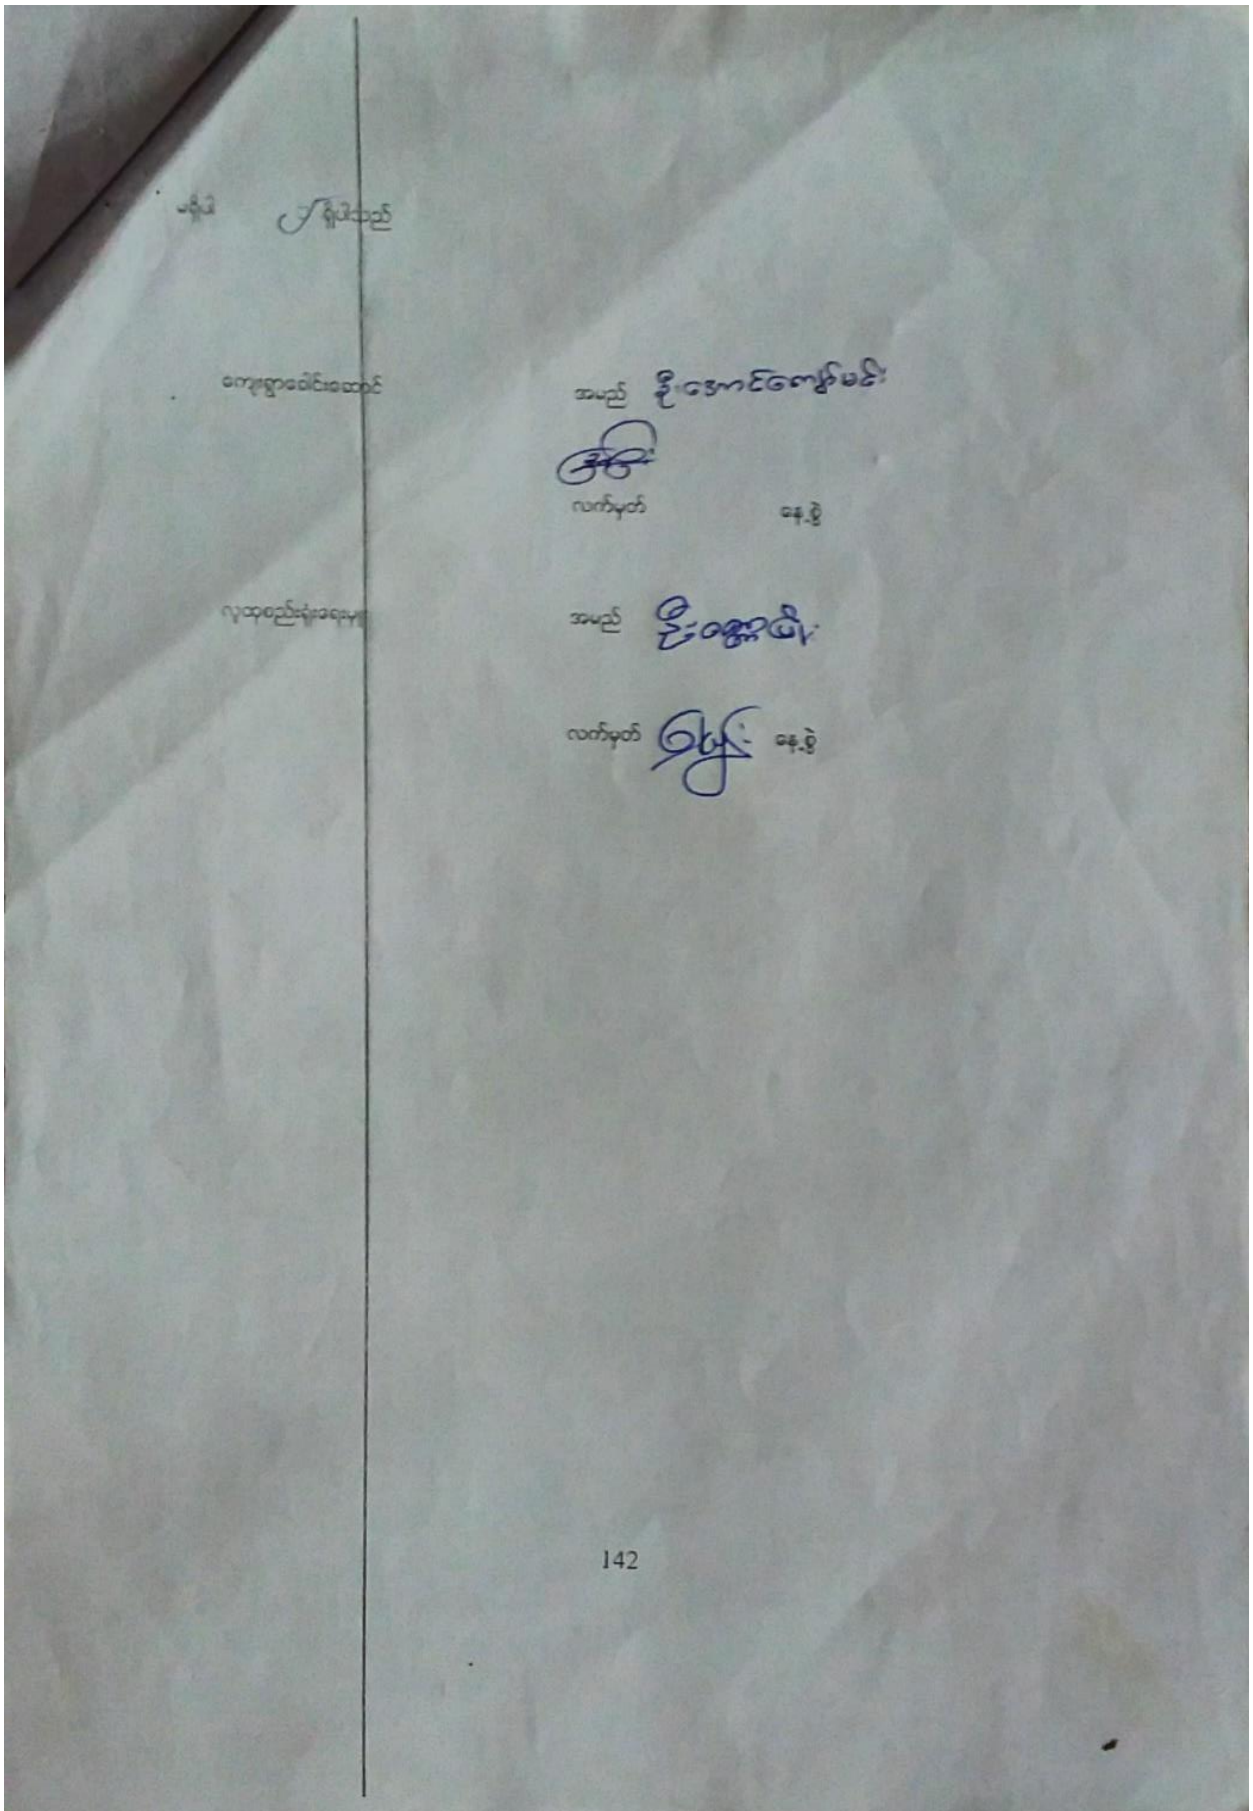 မရှိပါ ရှိပါသည်
ကျေးရွာခေါင်းဆောင် အမည် ဦးအောင်ကျော်မင်း
လက်မှတ် နေ့စွဲ
လူထုစည်းရုံးရေးမှူး အမည် ဦး
လက်မှတ် နေ့စွဲ
142